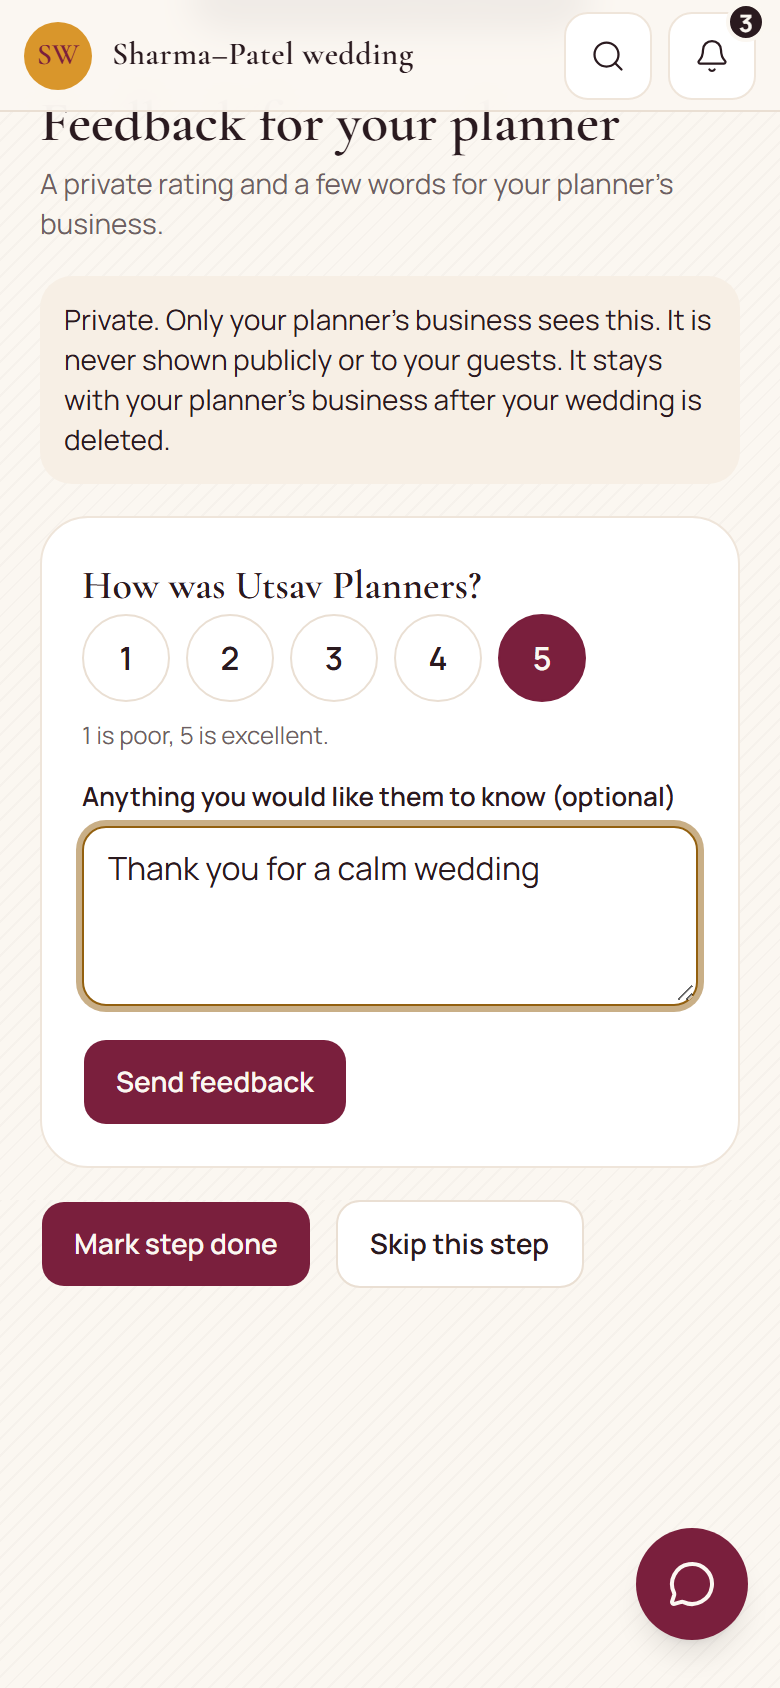 SW
Sharma–Patel wedding
3
Feedback for your planner
A private rating and a few words for your planner's
business.
Private. Only your planner's business sees this. It is
never shown publicly or to your guests. It stays
with your planner's business after your wedding is
deleted.
How was Utsav Planners?
1 2 3 4 5
1 is poor, 5 is excellent.
Anything you would like them to know (optional)
Thank you for a calm wedding
Send feedback
Mark step done Skip this step